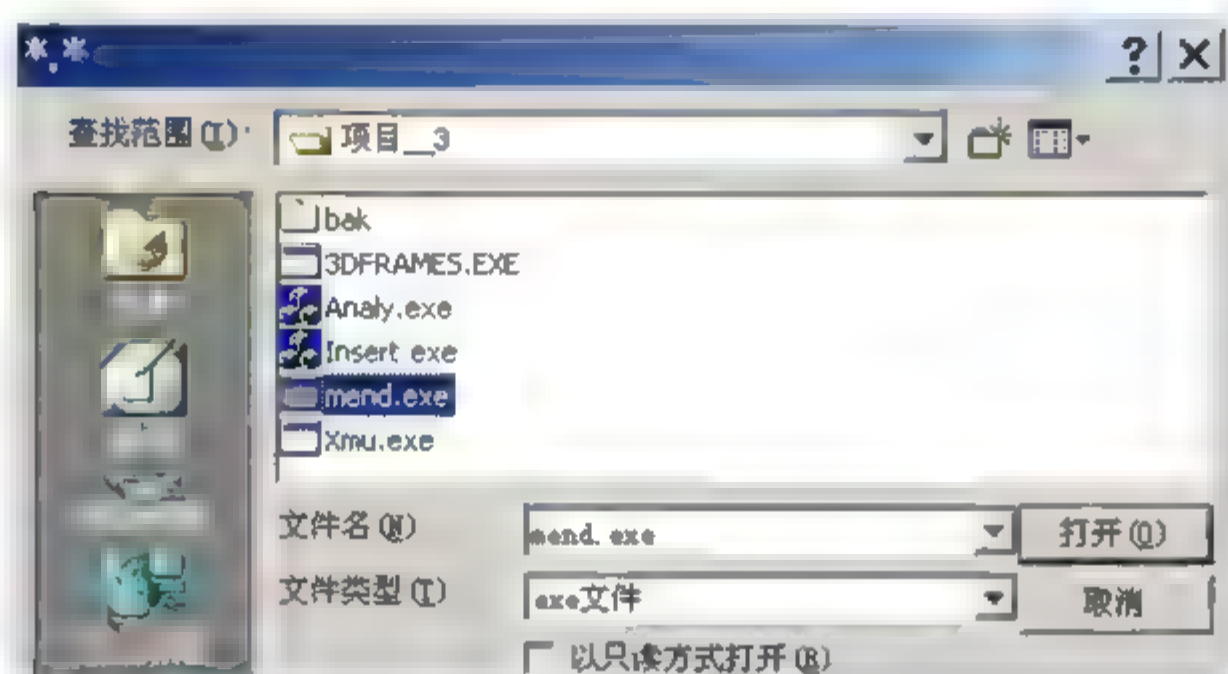 *.*
查找范围(I):
项目__3
bak
3DFRAMES.EXE
Analy.exe
Insert exe
mend.exe
Xmu.exe
文件名(N)
mend.exe
打开(O)
文件类型(T)
exe文件
取消
以只读方式打开(R)